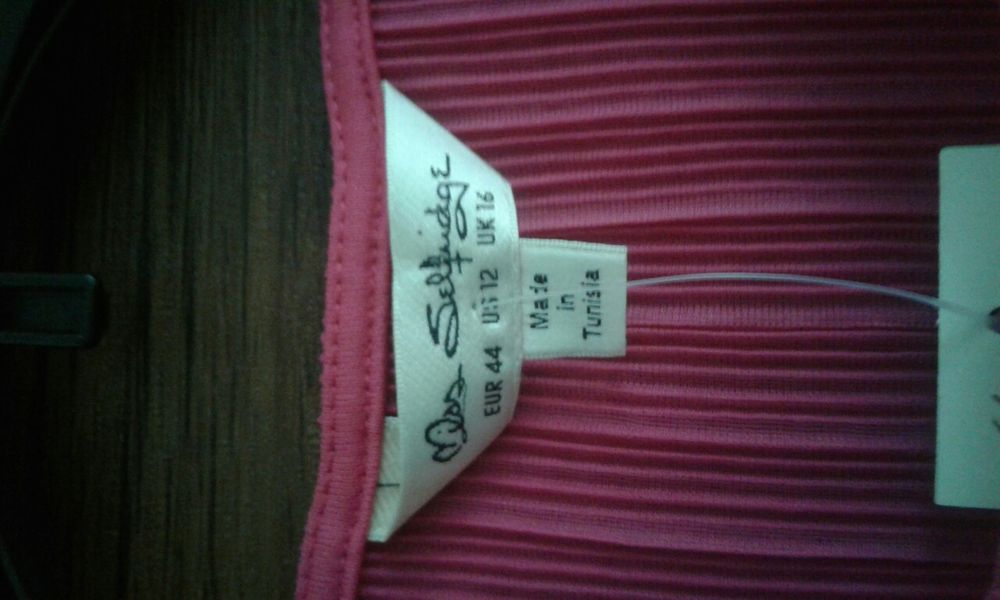 Miss Selfridge
EUR 44 US 12 UK 16
Made
in
Tunisia